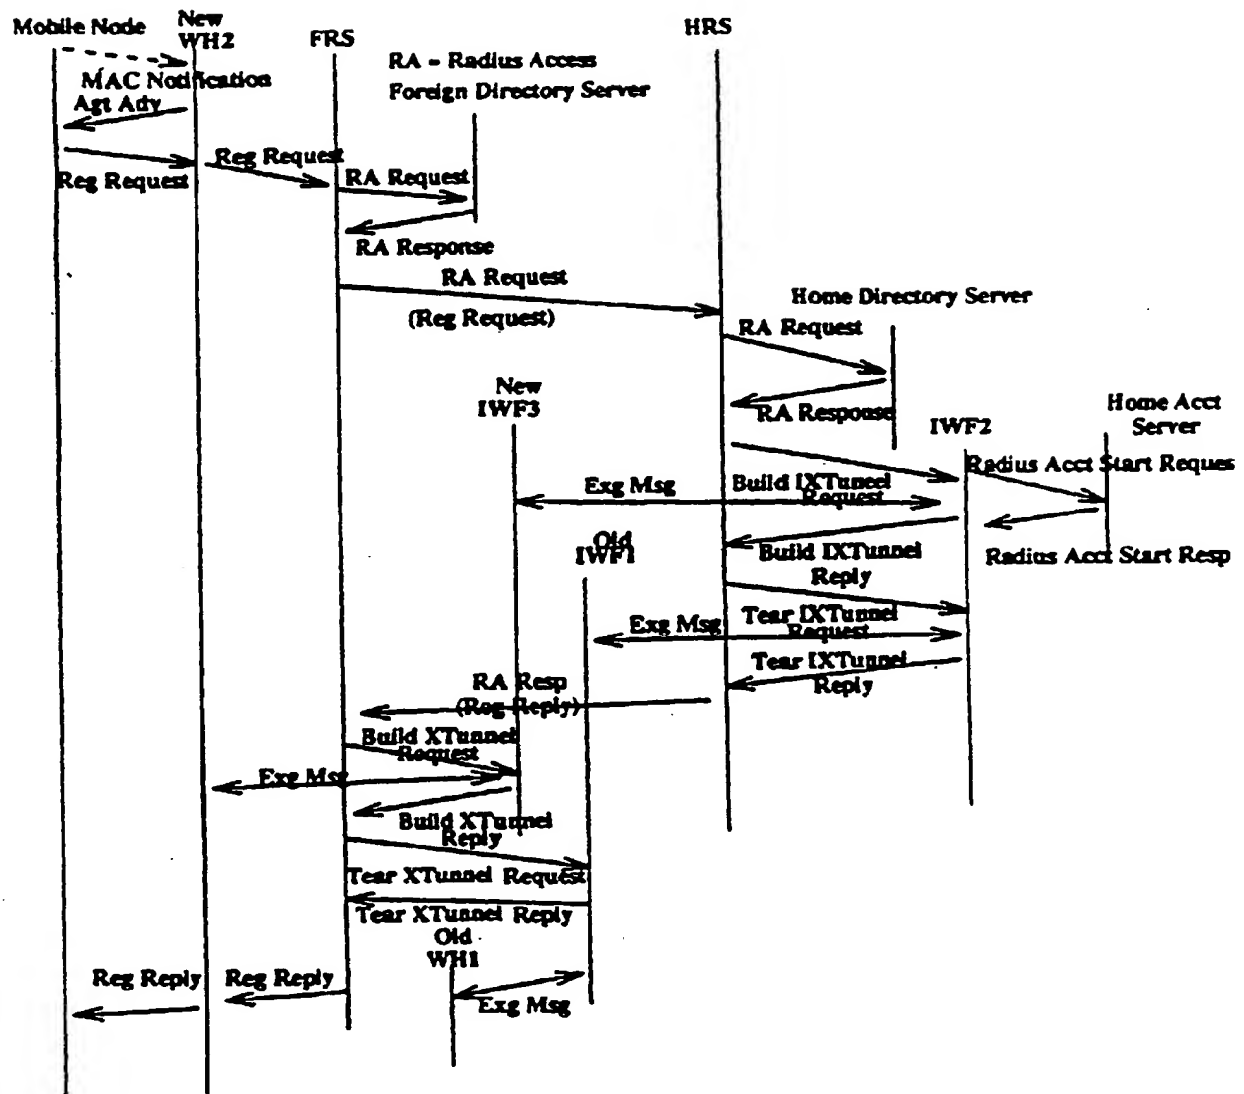 Mobile Node
New
WH2
FRS
HRS
RA - Radius Access
Foreign Directory Server
MAC Notification
Agt Adv
Reg Request
Reg Request
RA Request
RA Response
RA Request
(Reg Request)
Home Directory Server
RA Request
RA Response
New
IWF3
IWF2
Home Acct
Server
Radius Acct Start Reques
Exg Msg
Build IXTuneel
Request
Old
IWF1
Build IXTunnel
Reply
Radius Acct Start Resp
Tear IXTunnel
Request
Exg Msg
Tear IXTunnel
Reply
RA Resp
(Reg Reply)
Build XTunnel
Request
Exg Msg
Build XTunnel
Reply
Tear XTunnel Request
Tear XTunnel Reply
Old
WH1
Reg Reply
Reg Reply
Exg Msg